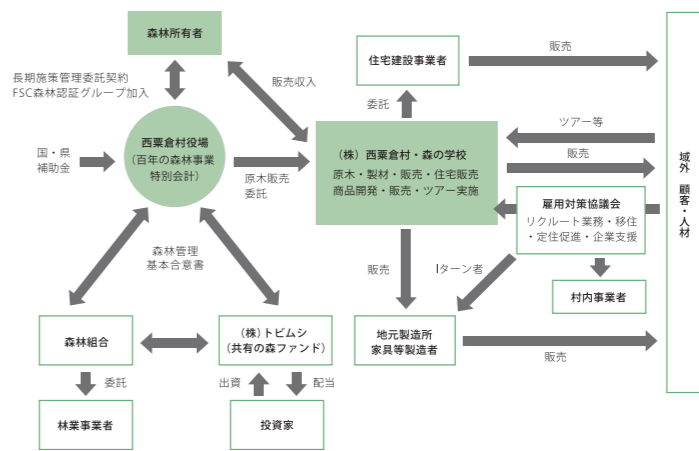 森林所有者
長期施策管理委託契約
FSC森林認証グループ加入
販売収入
住宅建設事業者
委託
販売
国・県
補助金
西粟倉村役場
(百年の森林事業
特別会計)
原木販売
委託
(株)西粟倉村・森の学校
原木・製材・販売・住宅販売
商品開発・販売・ツアー実施
ツアー等
販売
域外 顧客・人材
雇用対策協議会
リクルート業務・移住
・定住促進・企業支援
森林管理
基本合意書
販売
Iターン者
村内事業者
森林組合
(株)トビムシ
(共有の森ファンド)
地元製造所
家具等製造者
販売
委託
出資
配当
林業事業者
投資家